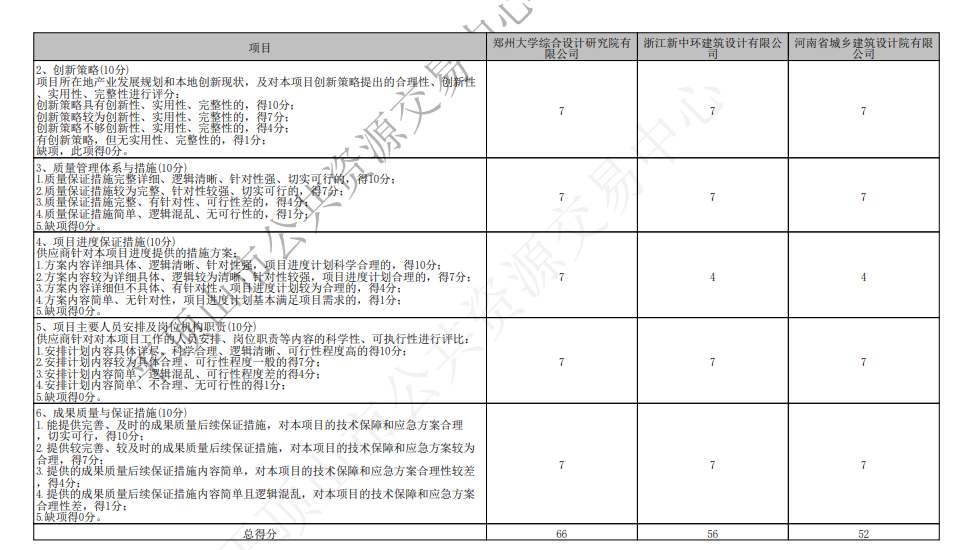 项目
郑州大学综合设计研究院有
限公司
浙江新中环建筑设计有限公
司
河南省城乡建筑设计院有限
公司
2、创新策略(10分)
项目所在地产业发展规划和本地创新现状，及对本项目创新策略提出的合理性、创新性
、实用性、完整性进行评分；
创新策略具有创新性、实用性、完整性的，得10分；
创新策略较为创新性、实用性、完整性的，得7分；
创新策略不够创新性、实用性、完整性的，得4分；
有创新策略，但无实用性、完整性的，得1分；
缺项，此项得0分。
7
7
7
3、质量管理体系与措施(10分)
1.质量保证措施完整详细、逻辑清晰、针对性强、切实可行的，得10分；
2.质量保证措施较为完整、针对性较强、切实可行的，得7分；
3.质量保证措施完整、有针对性、可行性差的，得4分；
4.质量保证措施简单、逻辑混乱、无可行性的，得1分；
5.缺项得0分。
7
7
7
4、项目进度保证措施(10分)
供应商针对本项目进度提供的措施方案；
1.方案内容详细具体、逻辑清晰、针对性强，项目进度计划科学合理的，得10分；
2.方案内容较为详细具体、逻辑较为清晰、针对性较强，项目进度计划合理的，得7分；
3.方案内容详细但不具体、有针对性，项目进度计划较为合理的，得4分；
4.方案内容简单、无针对性，项目进度计划基本满足项目需求的，得1分；
5.缺项得0分。
7
4
4
5、项目主要人员安排及岗位机构职责(10分)
供应商针对对本项目工作的人员安排、岗位职责等内容的科学性、可执行性进行评比：
1.安排计划内容具体详尽、科学合理、逻辑清晰、可行性程度高的得10分；
2.安排计划内容较为具体合理、可行性程度一般的得7分；
3.安排计划内容简单、逻辑混乱、可行性程度差的得4分；
4.安排计划内容简单、不合理、无可行性的得1分；
5.缺项得0分。
7
7
7
6、成果质量与保证措施(10分)
1.能提供完善、及时的成果质量后续保证措施，对本项目的技术保障和应急方案合理
，切实可行，得10分；
2.提供较完善、较及时的成果质量后续保证措施，对本项目的技术保障和应急方案较为
合理，得7分；
3.提供的成果质量后续保证措施内容简单，对本项目的技术保障和应急方案合理性较差
，得4分；
4.提供的成果质量后续保证措施内容简单且逻辑混乱，对本项目的技术保障和应急方案
合理性差，得1分；
5.缺项得0分。
7
7
7
总得分
66
56
52
平顶山市公共资源交易中心
平顶山市公共资源交易中心